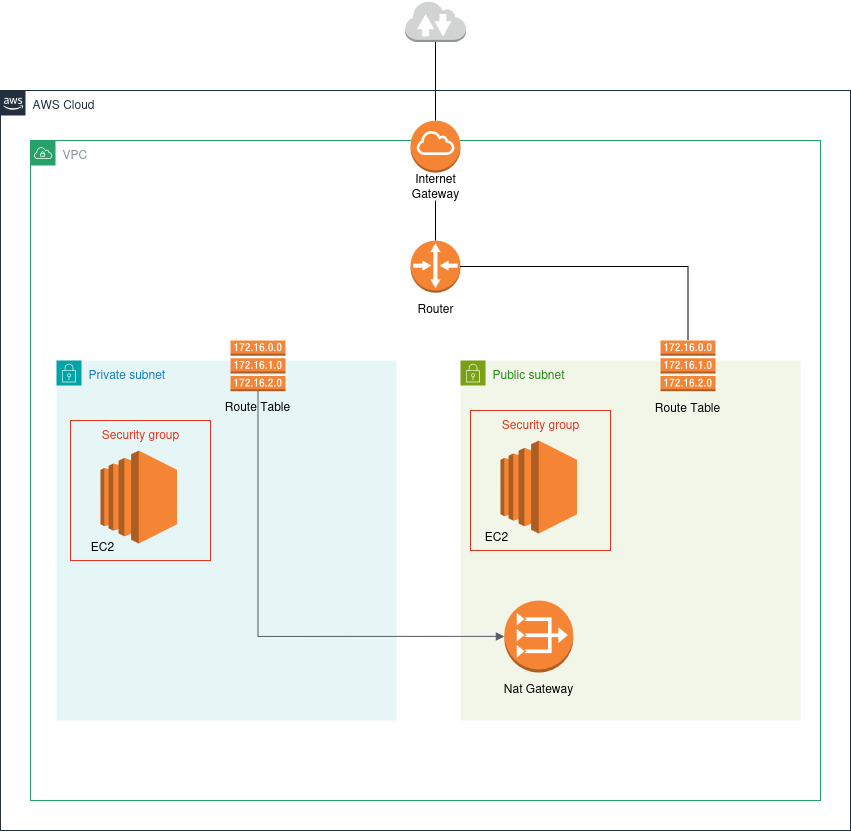 aws
AWS Cloud
VPC
Internet
Gateway
Router
172.16.0.0
172.16.1.0
172.16.2.0
Route Table
Private subnet
Security group
EC2
172.16.0.0
172.16.1.0
172.16.2.0
Route Table
Public subnet
Security group
EC2
Nat Gateway